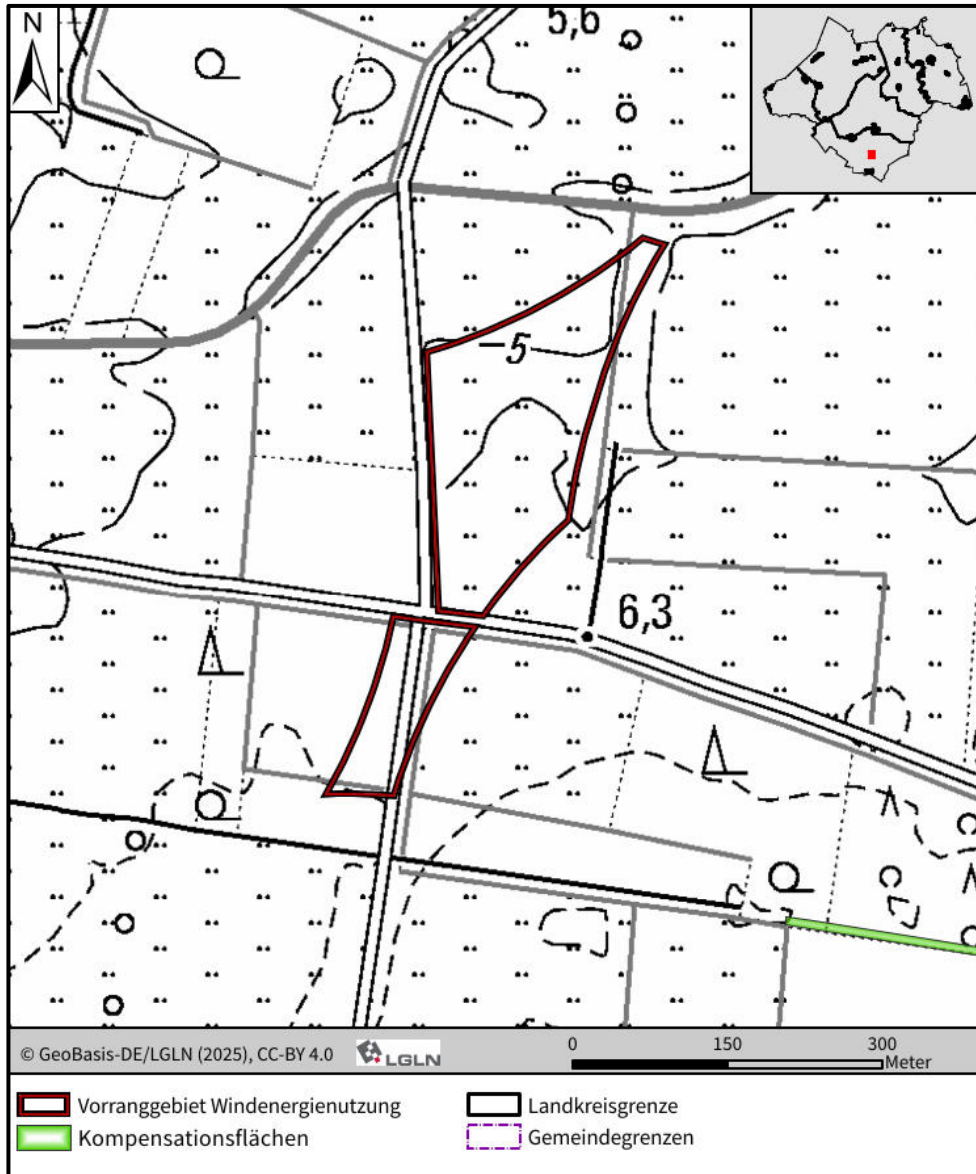 N
5,6
5
6,3
© GeoBasis-DE/LGLN (2025), CC-BY 4.0 LGLN 0 150 300
Meter
Vorranggebiet Windenergienutzung Landkreisgrenze
Kompensationsflächen Gemeindegrenzen